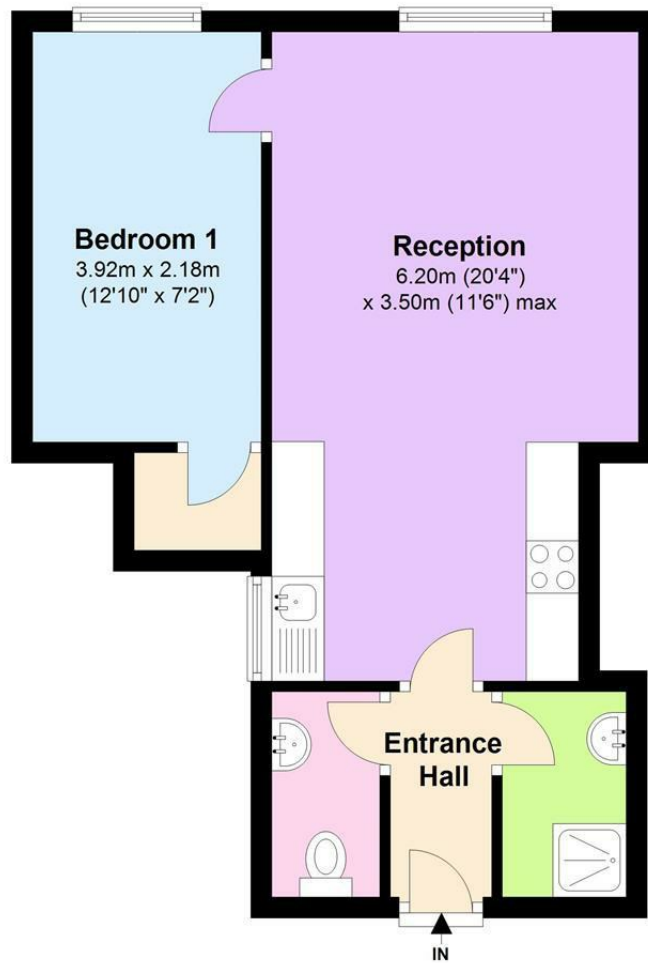 Bedroom 1
3.92m x 2.18m
(12'10" x 7'2")
Reception
6.20m (20'4")
x 3.50m (11'6") max
Entrance
Hall
IN